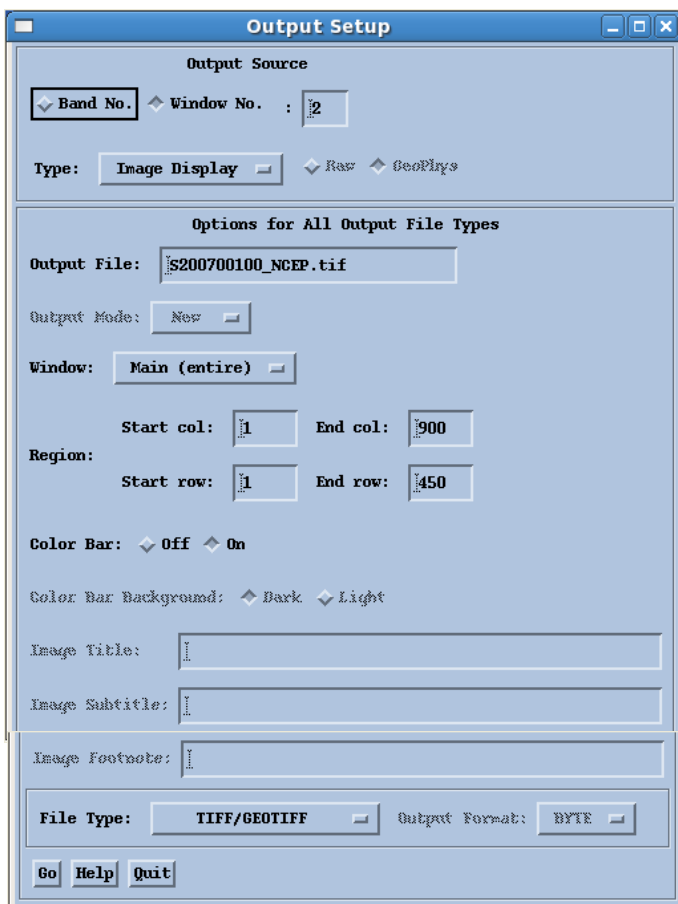 Output Setup
Output Source
Band No. Window No. : 2
Type: Image Display Raw GeoPhys
Options for All Output File Types
Output File: S200700100_NCEP.tif
Output Mode: New
Window: Main (entire)
Start col: 1 End col: 900
Region:
Start row: 1 End row: 450
Color Bar: Off On
Color Bar Background: Dark Light
Image Title:
Image Subtitle:
Image Footnote:
File Type: TIFF/GEOTIFF Output Format: BYTE
Go Help Quit